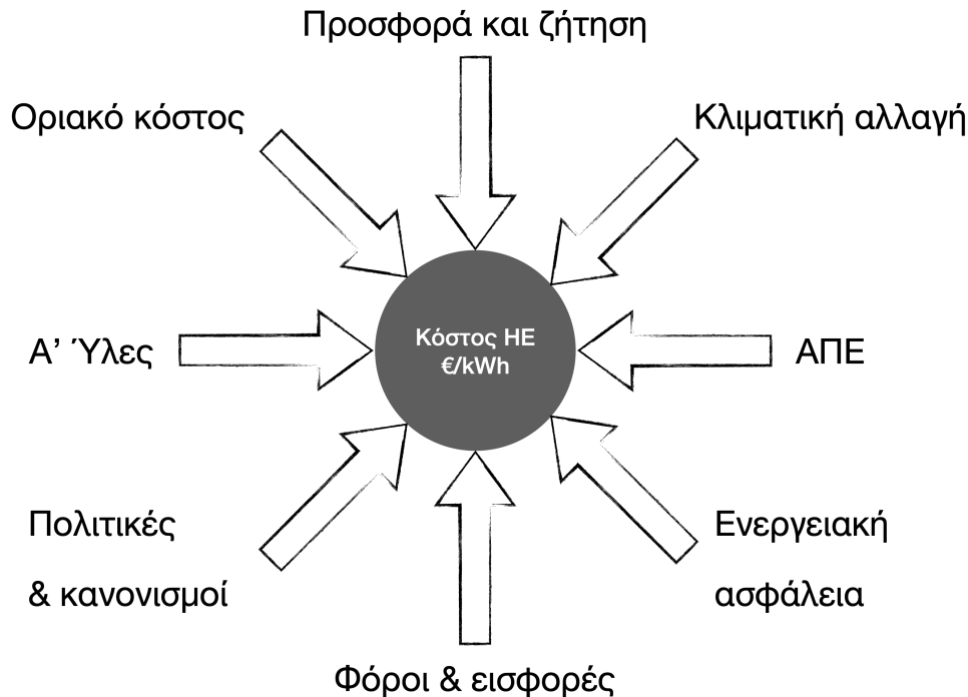 Προσφορά και ζήτηση
Οριακό κόστος
Κλιματική αλλαγή
Κόστος ΗΕ
€/kWh
Α’ Ύλες
ΑΠΕ
Πολιτικές
& κανονισμοί
Ενεργειακή
ασφάλεια
Φόροι & εισφορές